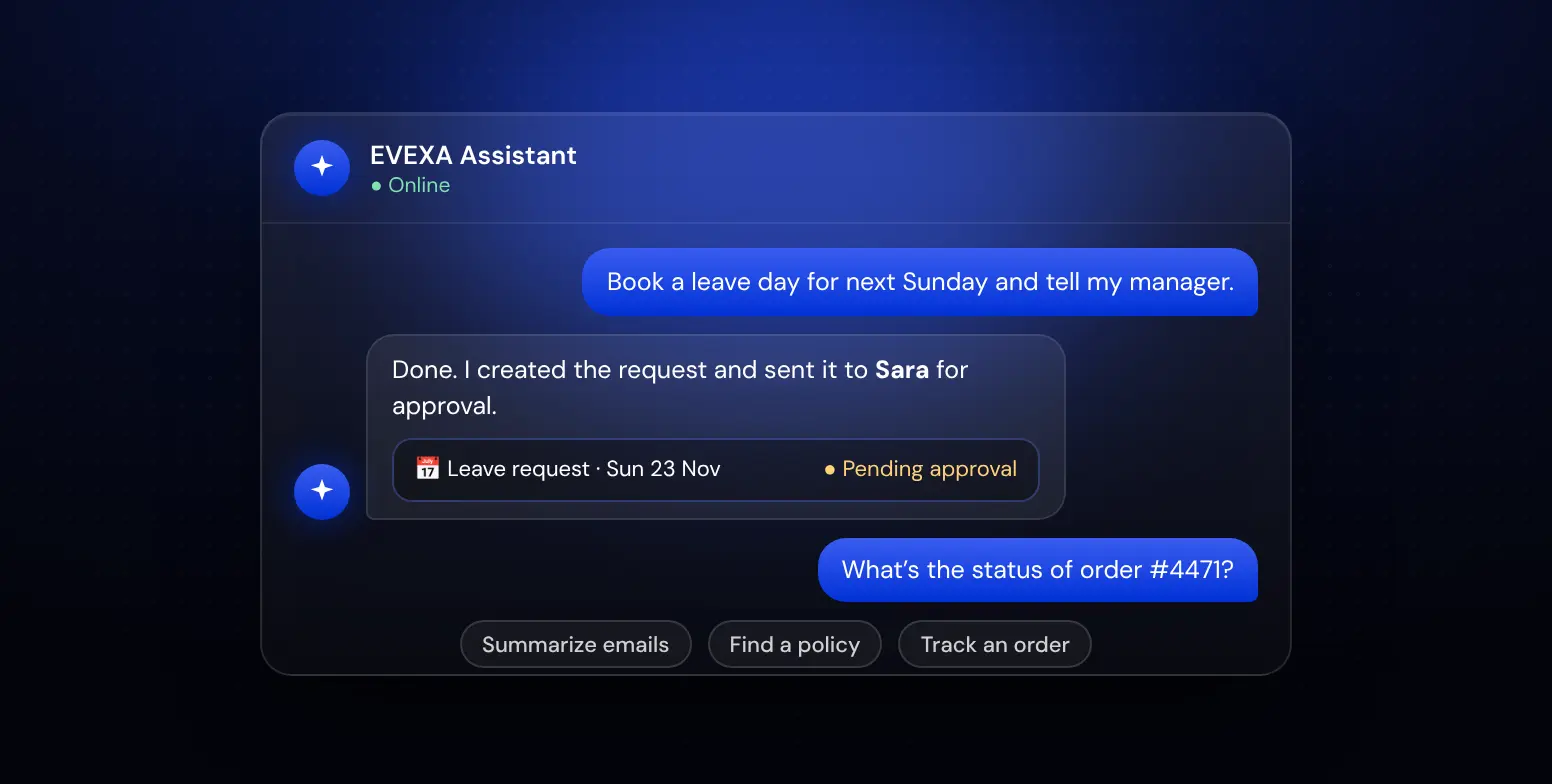 EVEXA Assistant
● Online
Book a leave day for next Sunday and tell my manager.
Done. I created the request and sent it to Sara for
approval.
📅 Leave request · Sun 23 Nov
● Pending approval
What’s the status of order #4471?
Summarize emails
Find a policy
Track an order